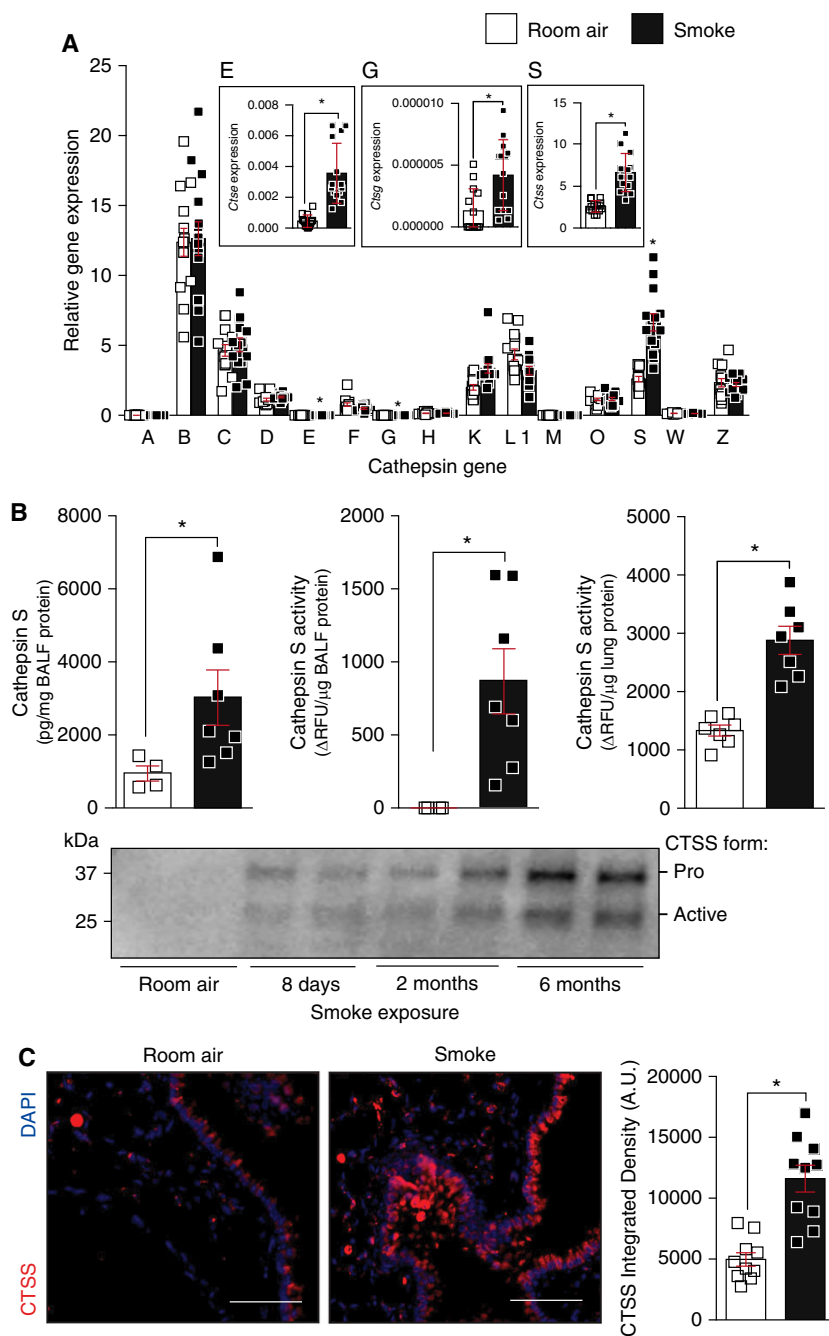 Room air
Smoke
A
Relative gene expression
25
20
15
10
5
0
E
Ctse expression
0.008
0.006
0.004
0.002
0.000
*
G
Ctsg expression
0.000010
0.000005
0.000000
*
S
Ctss expression
15
10
5
0
*
*
*
*
A B C D E F G H K L 1 M O S W Z
Cathepsin gene
B
Cathepsin S
(pg/mg BALF protein)
8000
6000
4000
2000
0
*
Cathepsin S activity
(ΔRFU/μg BALF protein)
2000
1500
1000
500
0
*
Cathepsin S activity
(ΔRFU/μg lung protein)
5000
4000
3000
2000
1000
0
*
kDa
37
25
CTSS form:
Pro
Active
Room air
8 days
2 months
6 months
Smoke exposure
C
Room air
Smoke
DAPI
CTSS
CTSS Integrated Density (A.U.)
20000
15000
10000
5000
0
*